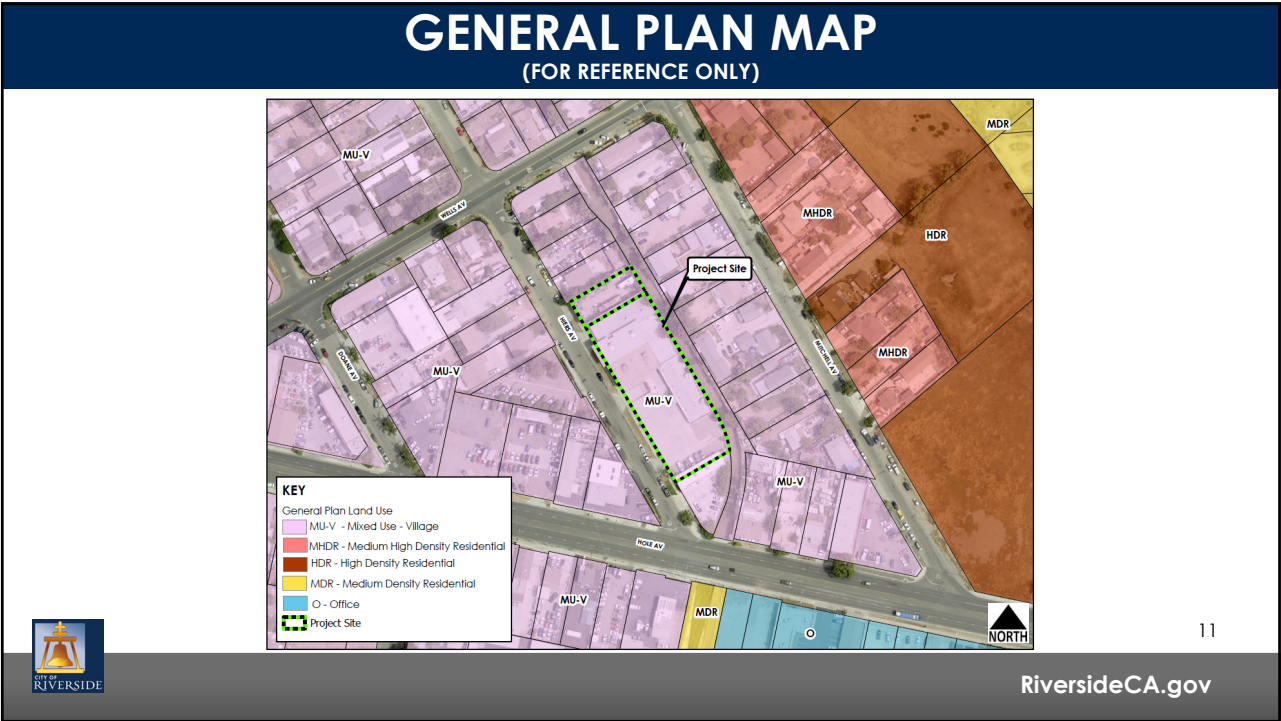 GENERAL PLAN MAP
(FOR REFERENCE ONLY)
MDR
MU-V
WELLS AV
MHDR
HDR
Project Site
HIERS AV
MITCHELL AV
DOANE AV
MHDR
MU-V
MU-V
MU-V
HOLE AV
KEY
General Plan Land Use
MU-V - Mixed Use - Village
MHDR - Medium High Density Residential
HDR - High Density Residential
MDR - Medium Density Residential
O - Office
Project Site
MU-V
MDR
O
NORTH
11
CITY OF
RIVERSIDE
RiversideCA.gov